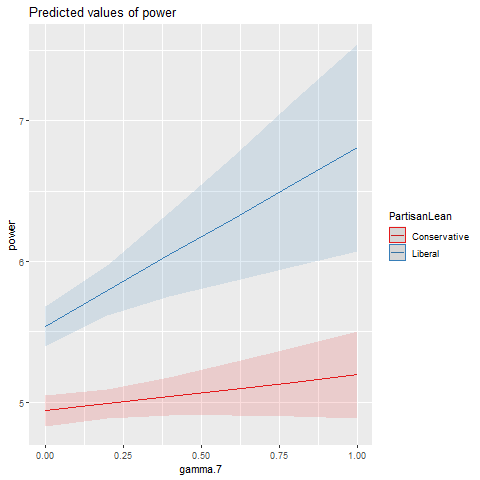 Predicted values of power
7
6
5
power
0.00 0.25 0.50 0.75 1.00
gamma.7
PartisanLean
Conservative
Liberal